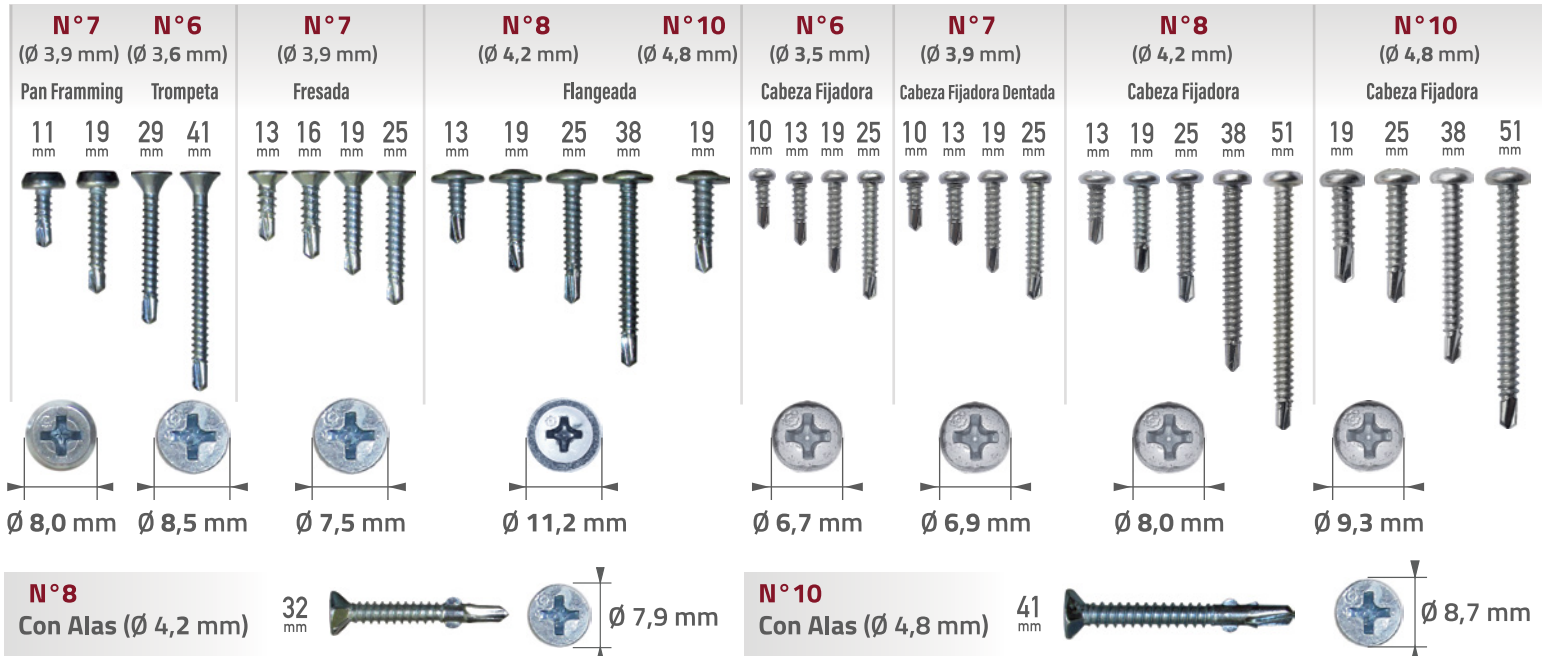 N°7 N°6 N°7 N°8 N°10 N°6 N°7 N°8 N°10
(Ø 3,9 mm) (Ø 3,6 mm) (Ø 3,9 mm) (Ø 4,2 mm) (Ø 4,8 mm) (Ø 3,5 mm) (Ø 3,9 mm) (Ø 4,2 mm) (Ø 4,8 mm)
Pan Framming Trompeta Fresada Flangeada Cabeza Fijadora Cabeza Fijadora Dentada Cabeza Fijadora Cabeza Fijadora
11 19 29 41 13 16 19 25 13 19 25 38 19 10 13 19 25 10 13 19 25 13 19 25 38 51 19 25 38 51
mm mm mm mm mm mm mm mm mm mm mm mm mm mm mm mm mm mm mm mm mm mm mm mm mm mm mm mm mm mm
Ø 8,0 mm Ø 8,5 mm Ø 7,5 mm Ø 11,2 mm Ø 6,7 mm Ø 6,9 mm Ø 8,0 mm Ø 9,3 mm
N°8
Con Alas (Ø 4,2 mm)
32
mm
Ø 7,9 mm
N°10
Con Alas (Ø 4,8 mm)
41
mm
Ø 8,7 mm